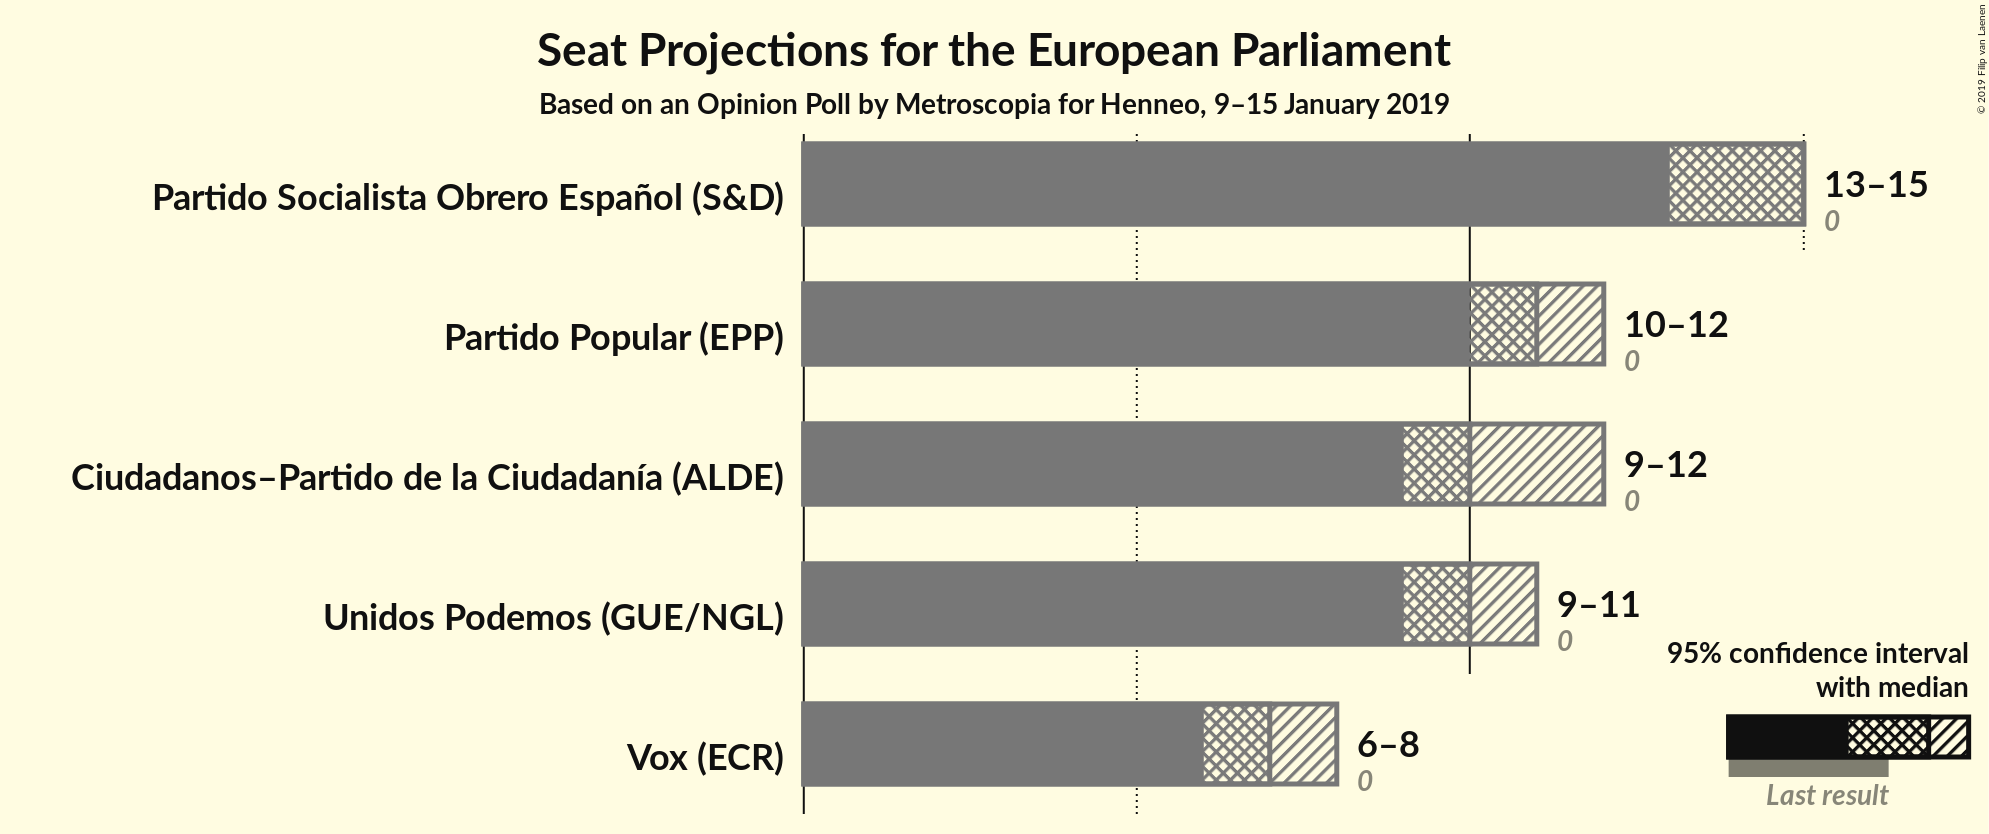 Seat Projections for the European Parliament
Based on an Opinion Poll by Metroscopia for Henneo, 9–15 January 2019
© 2019 Filip van Laenen
Partido Socialista Obrero Español (S&D)
13–15
0
Partido Popular (EPP)
10–12
0
Ciudadanos–Partido de la Ciudadanía (ALDE)
9–12
0
Unidos Podemos (GUE/NGL)
9–11
0
Vox (ECR)
6–8
0
95% confidence interval
with median
Last result